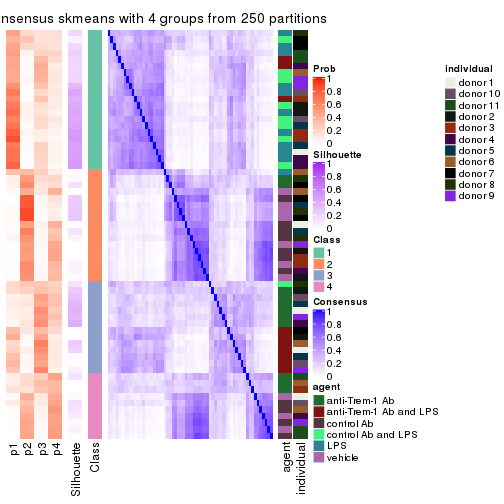 nsensus skmeans with 4 groups from 250 partitions
Prob
1
0.8
0.6
0.4
0.2
0
Silhouette
1
0.8
0.6
0.4
0.2
0
Class
1
2
3
4
Consensus
1
0.8
0.6
0.4
0.2
0
agent
anti-Trem-1 Ab
anti-Trem-1 Ab and LPS
control Ab
control Ab and LPS
LPS
vehicle
individual
donor 1
donor 10
donor 11
donor 2
donor 3
donor 4
donor 5
donor 6
donor 7
donor 8
donor 9
p1
p2
p3
p4
Silhouette
Class
agent
individual